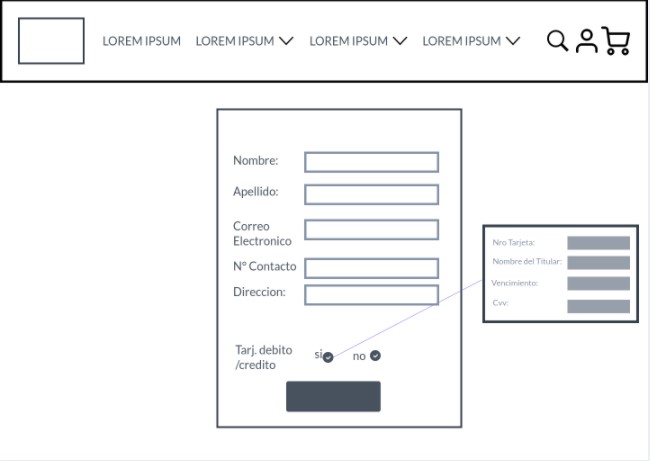 LOREM IPSUM LOREM IPSUM LOREM IPSUM LOREM IPSUM
Nombre:
Apellido:
Correo
Electronico
N° Contacto
Direccion:
Tarj. debito
/credito
si
no
Nro Tarjeta:
Nombre del Titular:
Vencimiento:
Cvv: